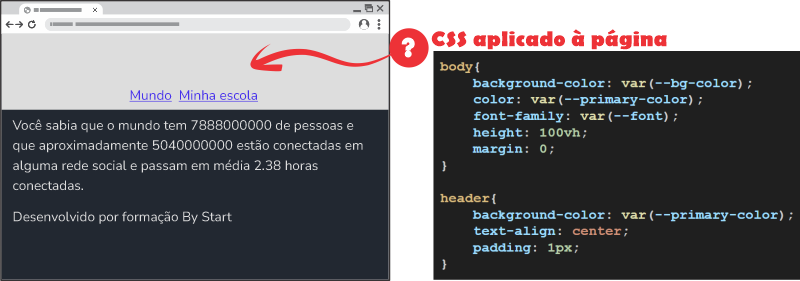 Mundo Minha escola
Você sabia que o mundo tem 7888000000 de pessoas e
que aproximadamente 5040000000 estão conectadas em
alguma rede social e passam em média 2.38 horas
conectadas.
Desenvolvido por formação By Start
?
CSS aplicado à página
body{
background-color: var(--bg-color);
color: var(--primary-color);
font-family: var(--font);
height: 100vh;
margin: 0;
}
header{
background-color: var(--primary-color);
text-align: center;
padding: 1px;
}